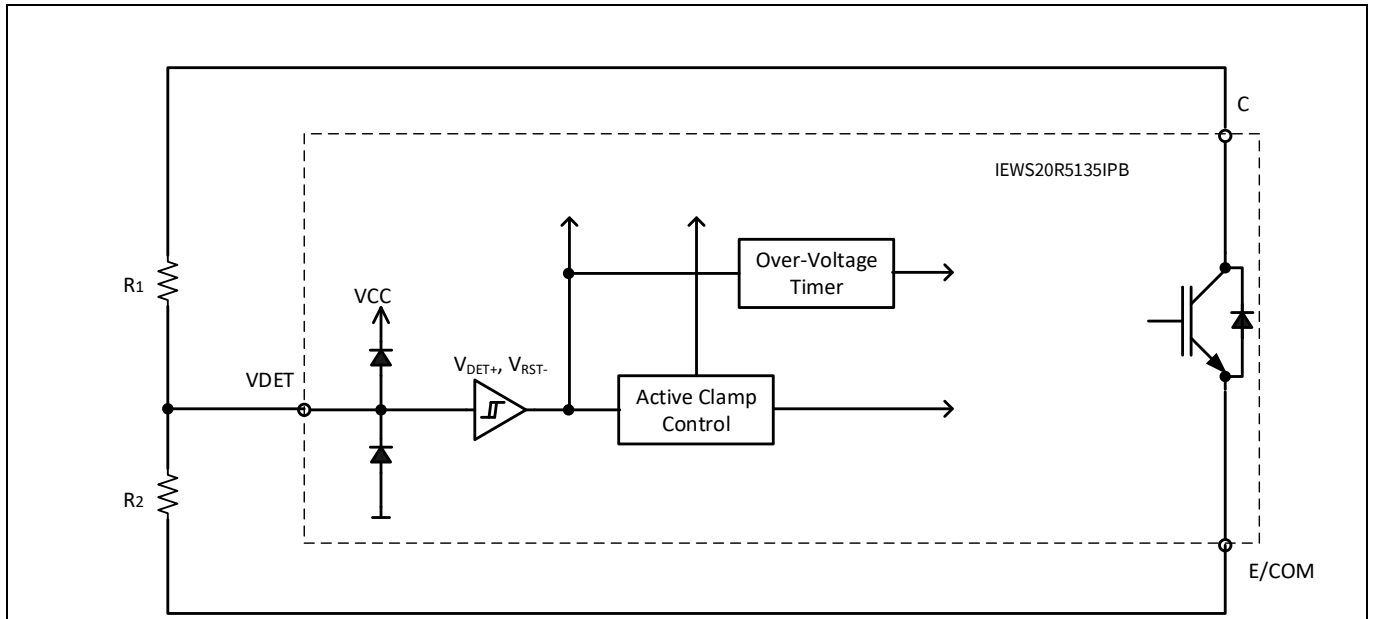 C
IEWS20R5135IPB
Over-Voltage
Timer
R1
VCC
VDET
VDET+, VRST-
Active Clamp
Control
R2
E/COM